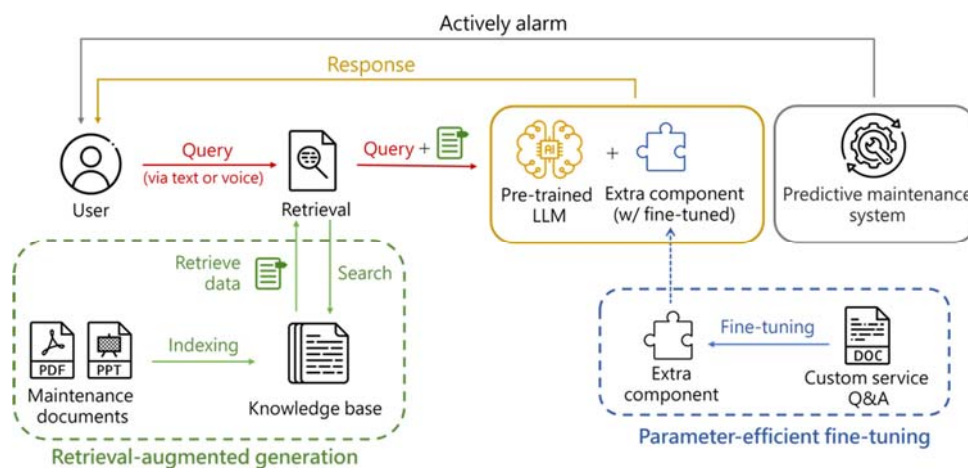 Actively alarm
Response
Query
(via text or voice)
Query +
AI
+
User
Retrieval
Pre-trained
LLM
Extra component
(w/ fine-tuned)
Predictive maintenance
system
Retrieve
data
Search
PDF
PPT
Indexing
Maintenance
documents
Knowledge base
Retrieval-augmented generation
Fine-tuning
DOC
Extra
component
Custom service
Q&A
Parameter-efficient fine-tuning